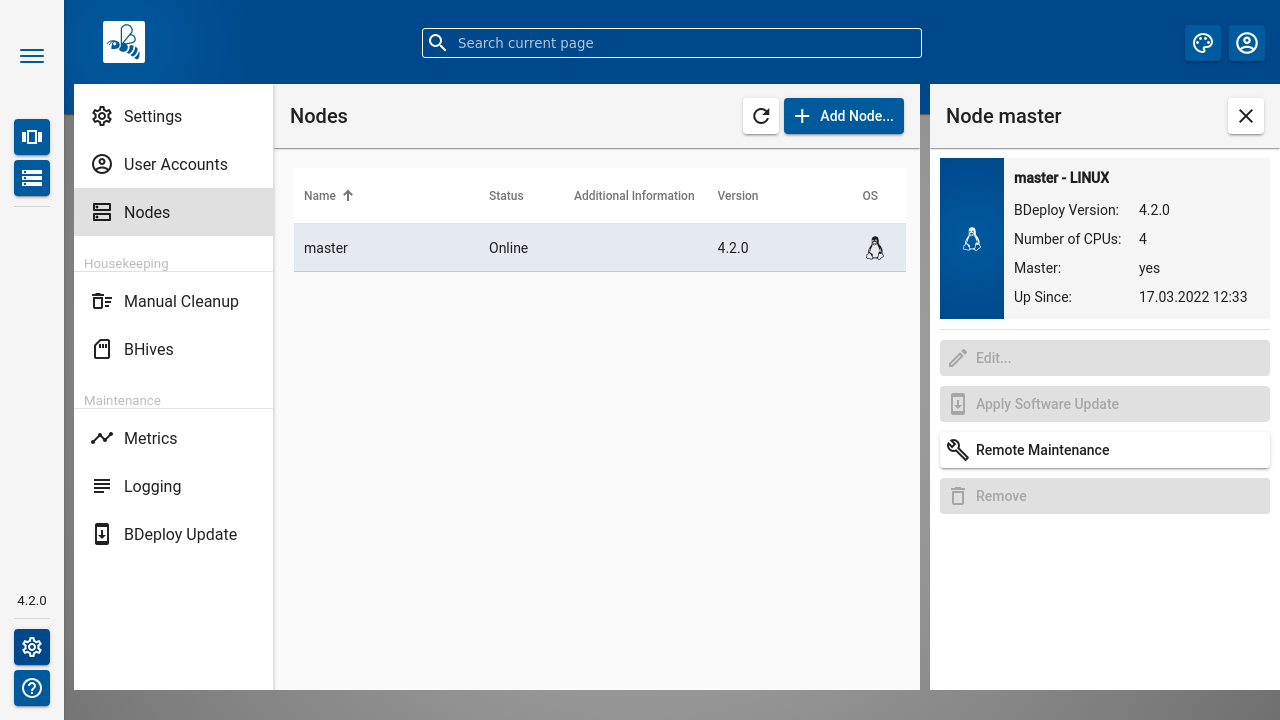 Search current page
Settings
User Accounts
Nodes
Housekeeping
Manual Cleanup
BHives
Maintenance
Metrics
Logging
BDeploy Update
4.2.0
Nodes
Add Node...
Name Status Additional Information Version OS
master Online 4.2.0
Node master
master - LINUX
BDeploy Version: 4.2.0
Number of CPUs: 4
Master: yes
Up Since: 17.03.2022 12:33
Edit...
Apply Software Update
Remote Maintenance
Remove